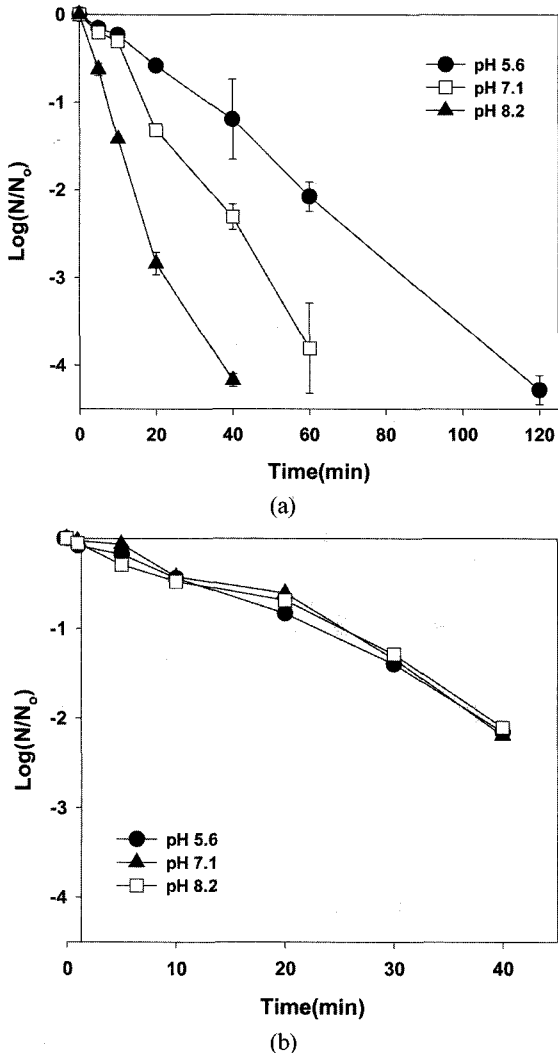 0
-1
-2
-3
-4
Log(N/No)
pH 5.6
pH 7.1
pH 8.2
0 20 40 60 80 100 120
Time(min)
(a)
-1
-2
-3
-4
Log(N/No)
pH 5.6
pH 7.1
pH 8.2
0 10 20 30 40
Time(min)
(b)